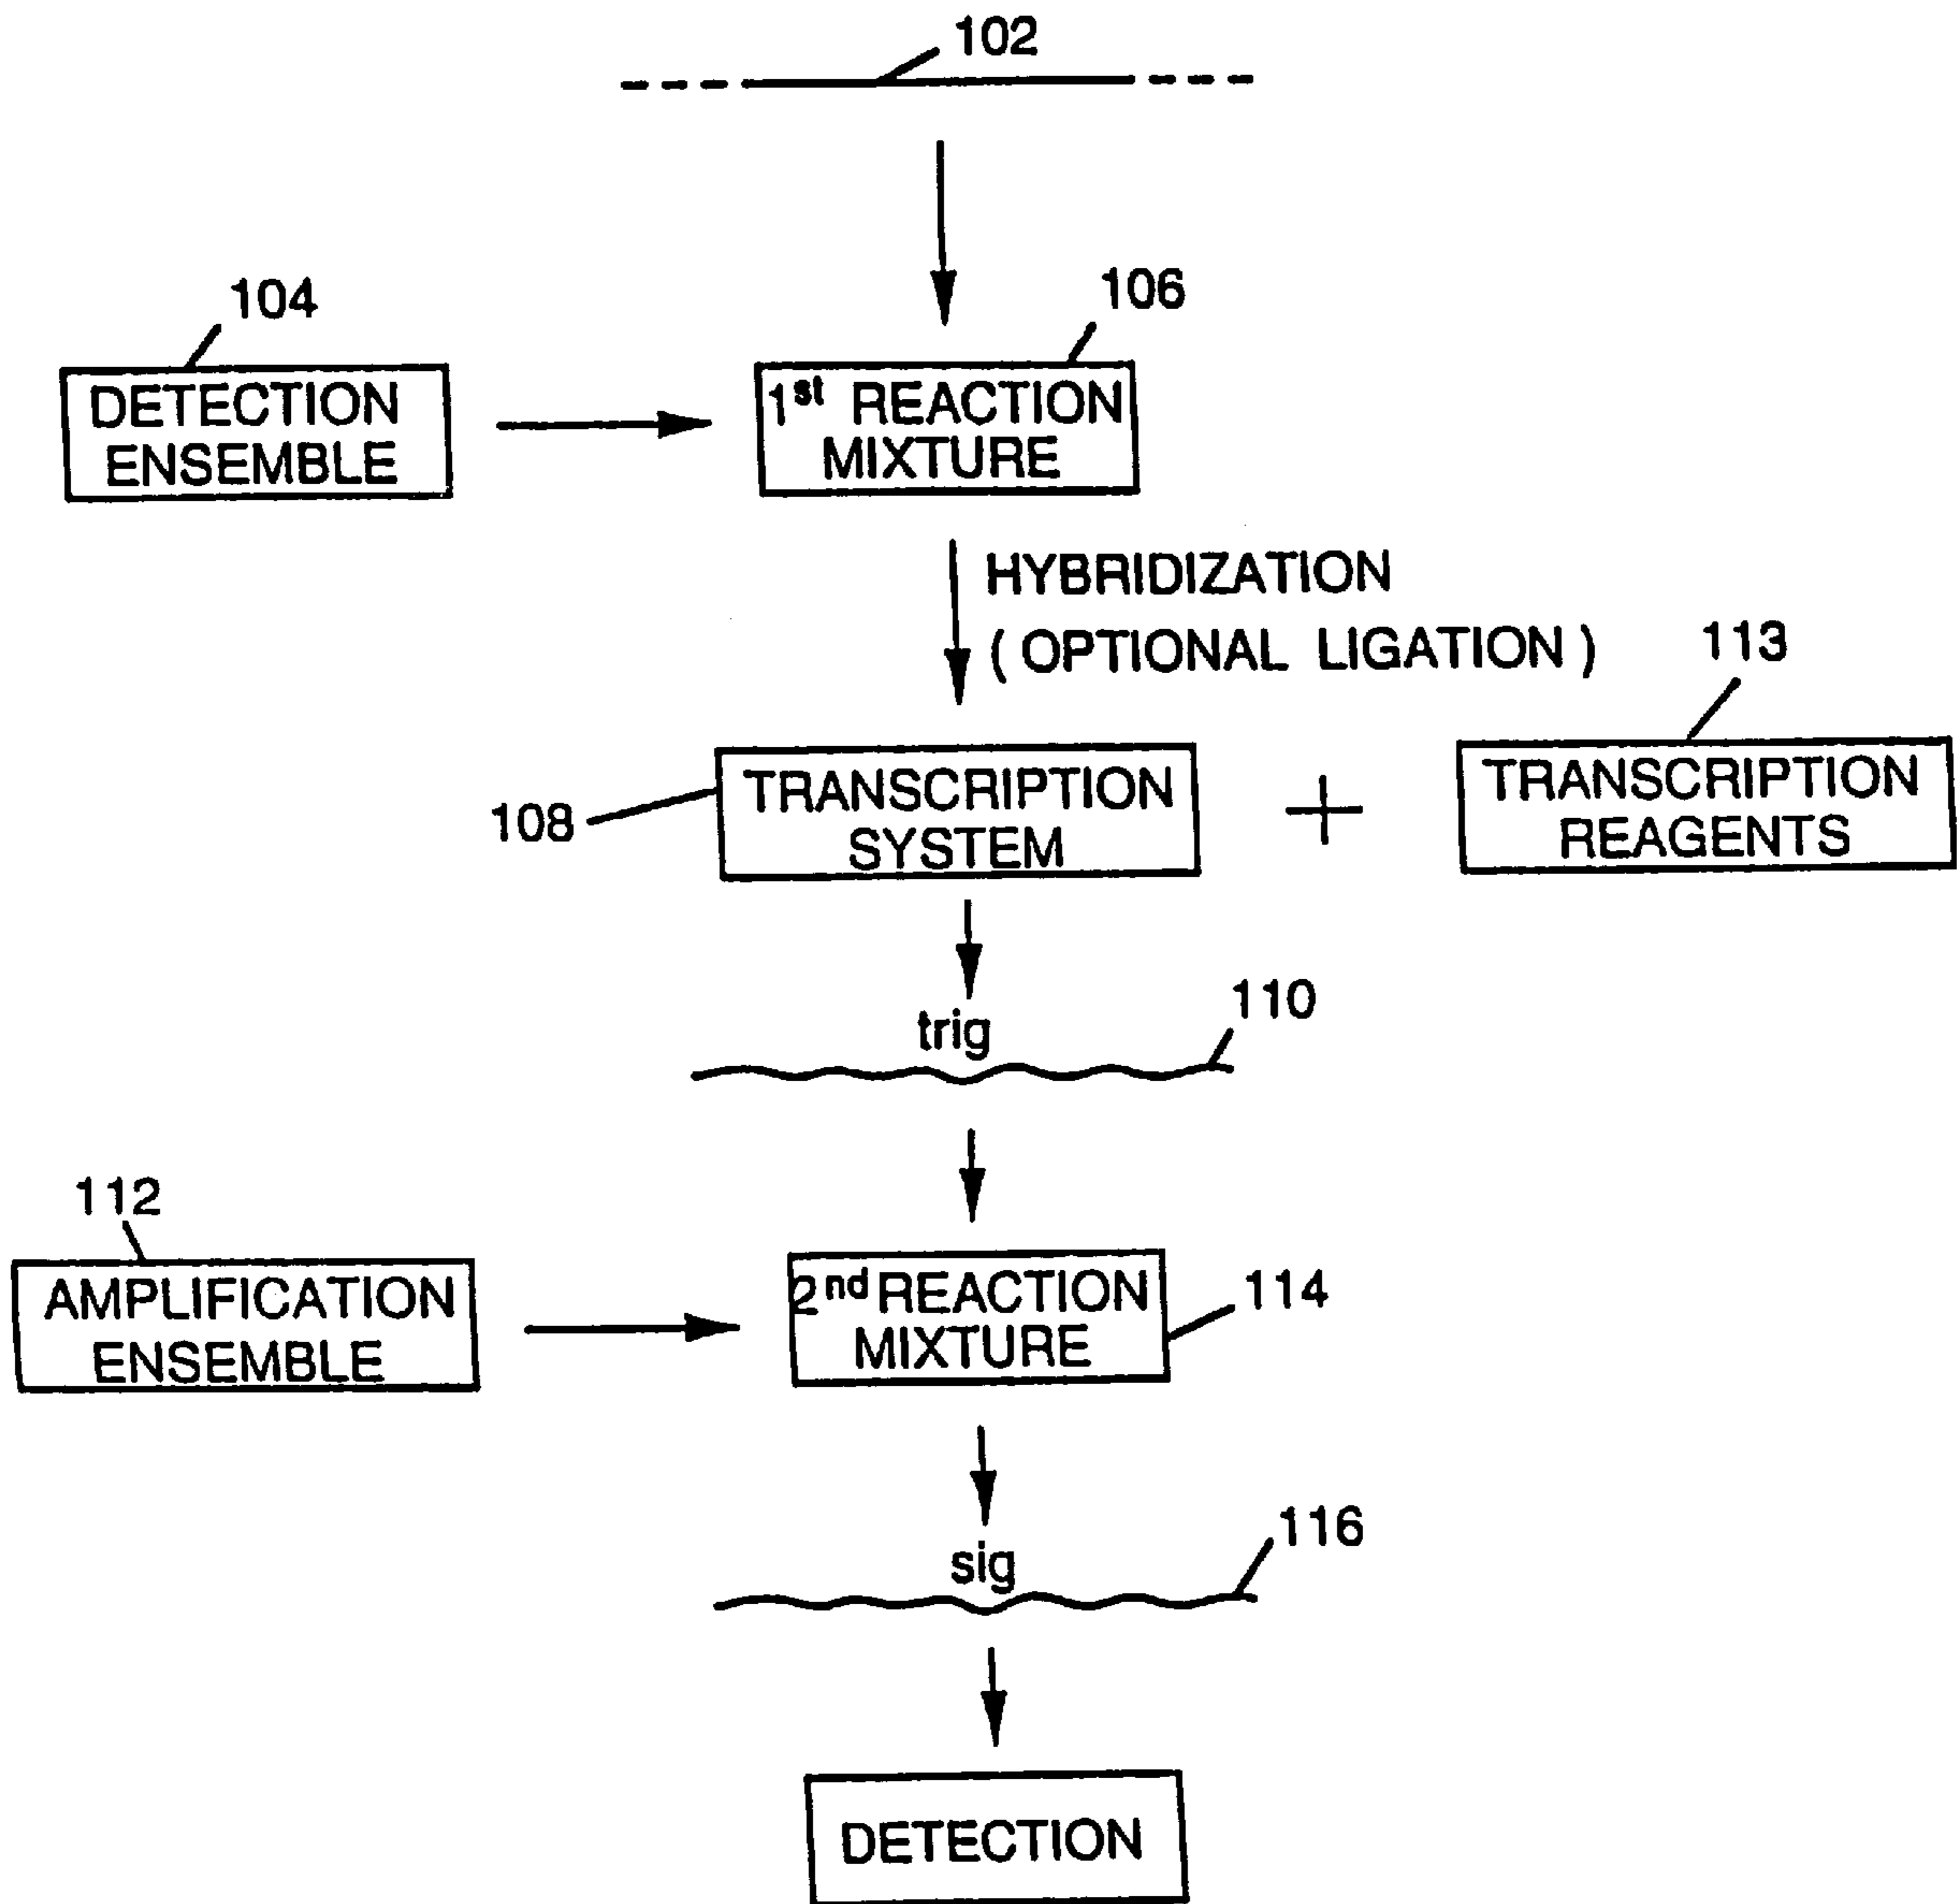 102
104
106
DETECTION
ENSEMBLE
1st REACTION
MIXTURE
HYBRIDIZATION
( OPTIONAL LIGATION )
113
108
TRANSCRIPTION
SYSTEM
+
TRANSCRIPTION
REAGENTS
trig
110
112
AMPLIFICATION
ENSEMBLE
2nd REACTION
MIXTURE
114
sig
116
DETECTION